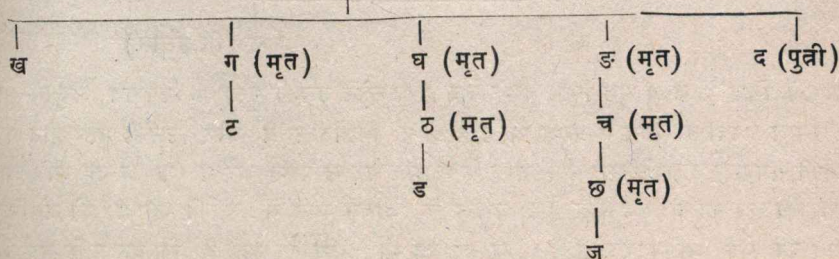 ख ग (मृत) घ (मृत) ङ (मृत) द (पुत्री)
ट ठ (मृत) च (मृत)
ड छ (मृत)
ज